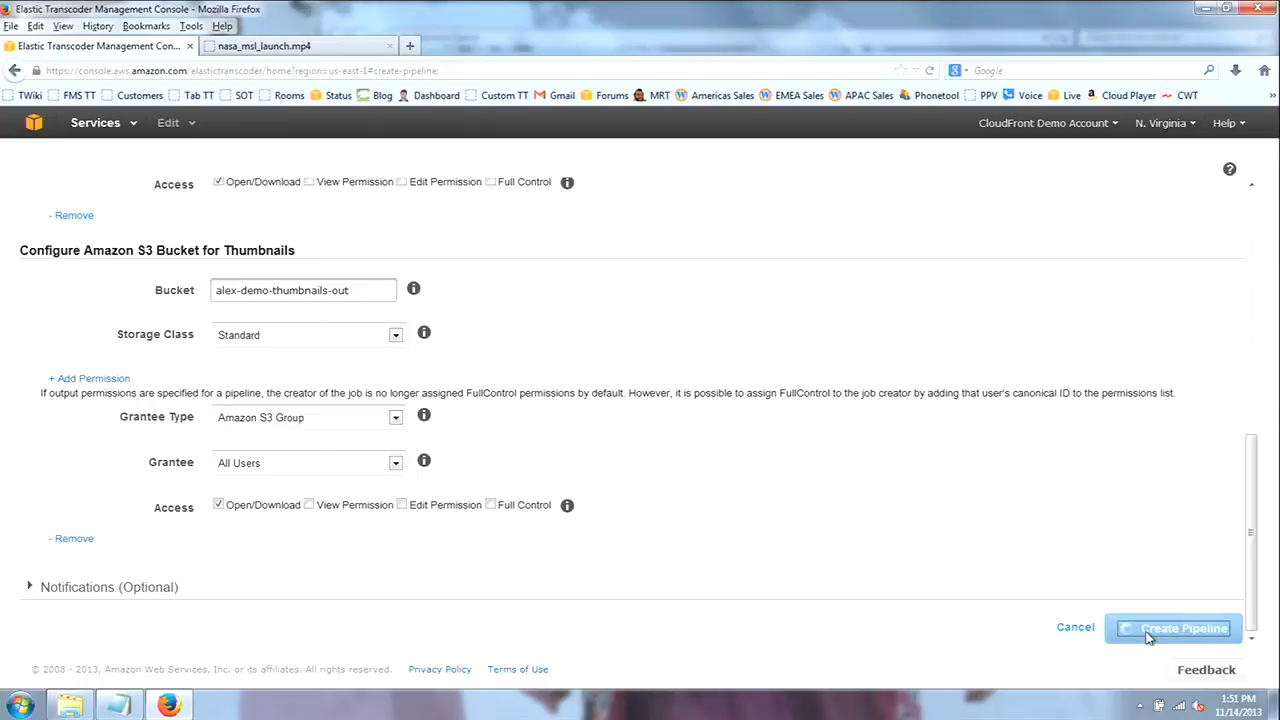 Elastic Transcoder Management Console - Mozilla Firefox
File Edit View History Bookmarks Tools Help
Elastic Transcoder Management Con... × nasa_msl_launch.mp4 × +
https://console.aws.amazon.com/elastictranscoder/home?region=us-east-1#create-pipeline: Google
TWiki FMS TT Customers Tab TT SOT Rooms Status Blog Dashboard Custom TT Gmail Forums MRT Americas Sales EMEA Sales APAC Sales Phonetool PPV Voice Live Cloud Player CWT »
Services Edit CloudFront Demo Account N. Virginia Help
Access Open/Download View Permission Edit Permission Full Control
- Remove
Configure Amazon S3 Bucket for Thumbnails
Bucket alex-demo-thumbnails-out
Storage Class Standard
+ Add Permission
If output permissions are specified for a pipeline, the creator of the job is no longer assigned FullControl permissions by default. However, it is possible to assign FullControl to the job creator by adding that user's canonical ID to the permissions list.
Grantee Type Amazon S3 Group
Grantee All Users
Access Open/Download View Permission Edit Permission Full Control
- Remove
Notifications (Optional)
Cancel Create Pipeline
© 2008 - 2013, Amazon Web Services, Inc. or its affiliates. All rights reserved. Privacy Policy Terms of Use
Feedback
1:51 PM
11/14/2013